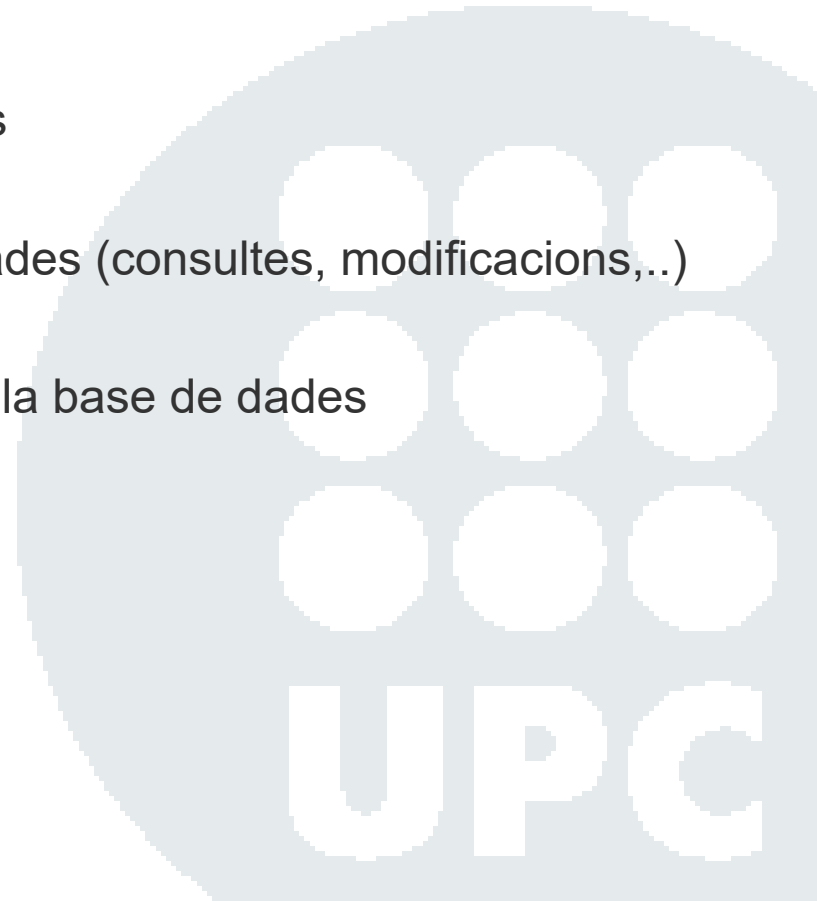 s
ades (consultes, modificacions,..)
la base de dades
UPC